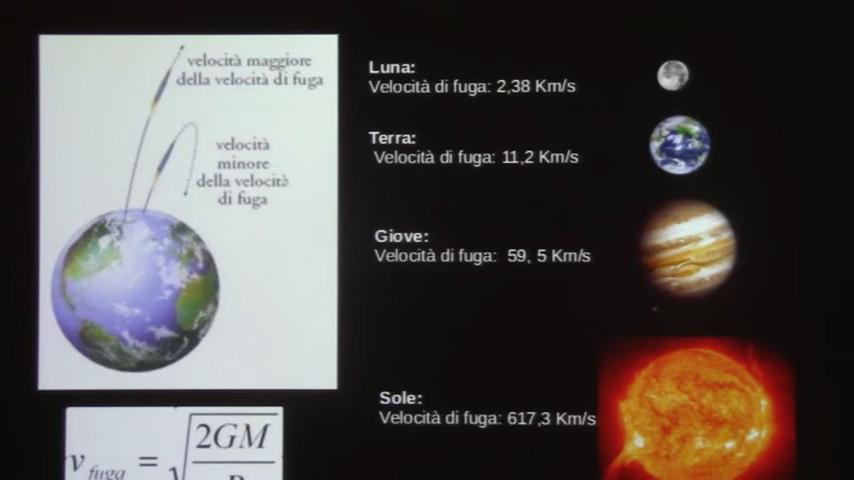 velocità maggiore
della velocità di fuga
velocità
minore
della velocità
di fuga
Luna:
Velocità di fuga: 2,38 Km/s
Terra:
Velocità di fuga: 11,2 Km/s
Giove:
Velocità di fuga: 59, 5 Km/s
Sole:
Velocità di fuga: 617,3 Km/s
v fuga = √2GM